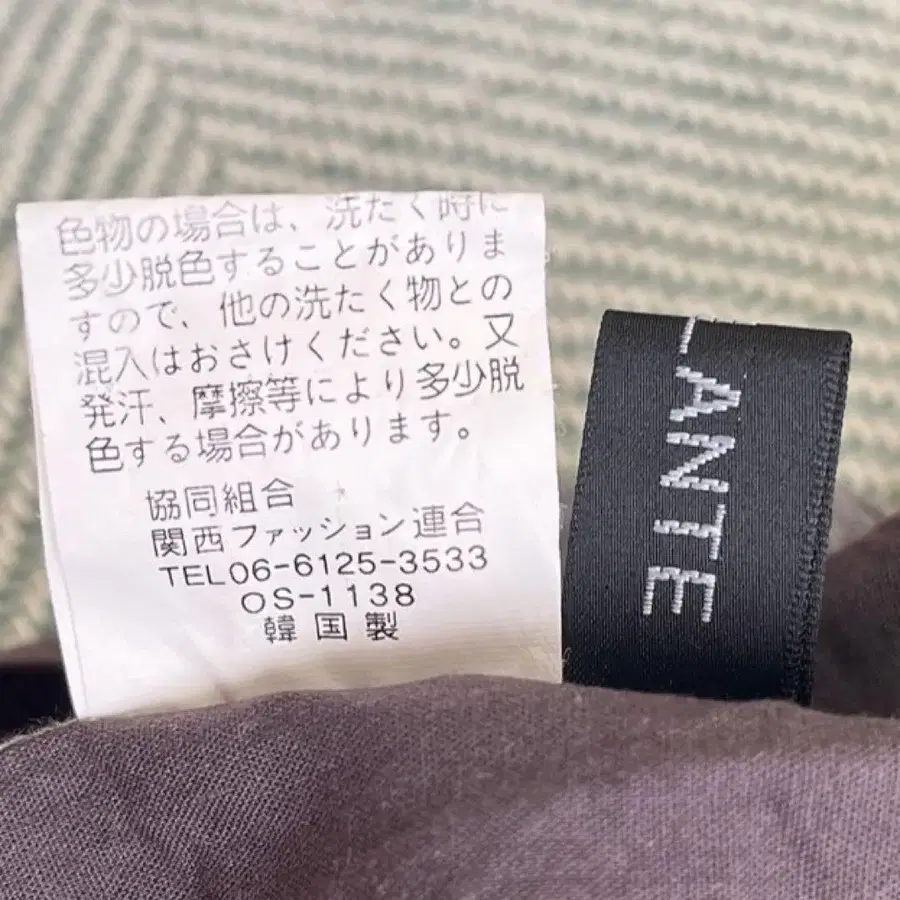 色物の場合は、洗たく時に
多少脱色することがありま
すので、他の洗たく物との
混入はおさけください。又
発汗、摩擦等により多少脱
色する場合があります。
協同組合
関西ファッション連合
TEL06-6125-3533
OS-1138
韓国製
LANTE